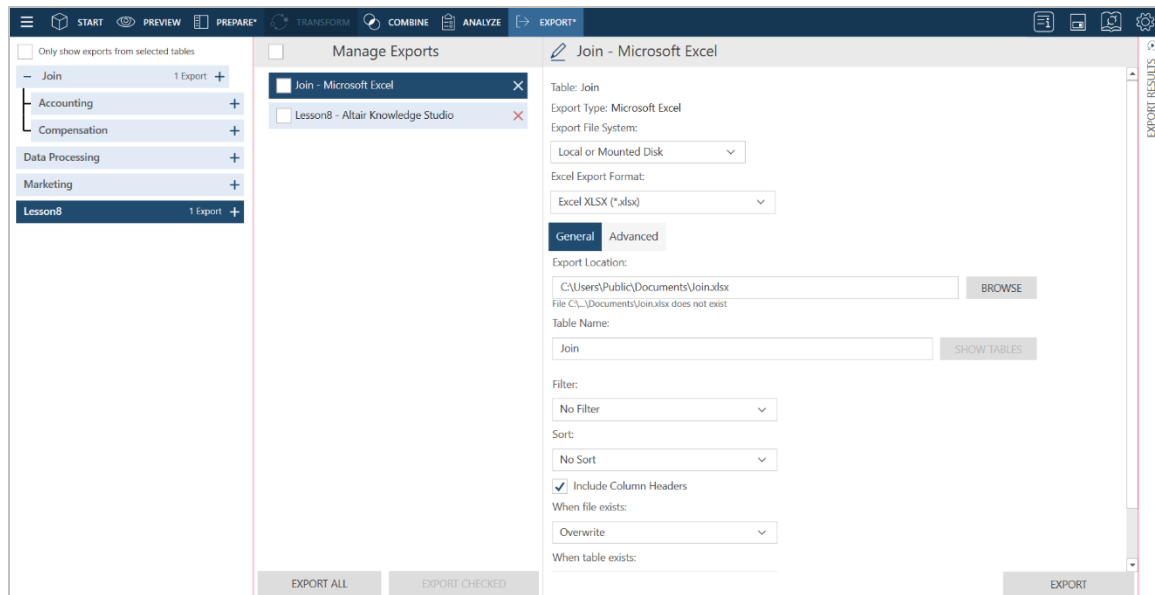 START PREVIEW PREPARE* TRANSFORM COMBINE ANALYZE EXPORT*
Only show exports from selected tables
Join 1 Export +
Accounting +
Compensation +
Data Processing +
Marketing +
Lesson8 1 Export +
Manage Exports
Join - Microsoft Excel
Lesson8 - Altair Knowledge Studio
EXPORT ALL EXPORT CHECKED
Join - Microsoft Excel
Table: Join
Export Type: Microsoft Excel
Export File System:
Local or Mounted Disk
Excel Export Format:
Excel XLSX (*.xlsx)
General Advanced
Export Location:
C:\Users\Public\Documents\Join.xlsx BROWSE
File C:\...\Documents\Join.xlsx does not exist
Table Name:
Join SHOW TABLES
Filter:
No Filter
Sort:
No Sort
Include Column Headers
When file exists:
Overwrite
When table exists:
EXPORT
EXPORT RESULTS